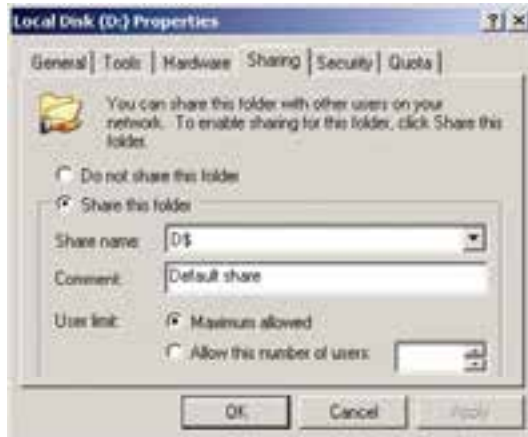 Local Disk (D:) Properties
General Tools Hardware Sharing Security Quota
You can share this folder with other users on your
network. To enable sharing for this folder, click Share this
folder.
Do not share this folder
Share this folder
Share name: D$
Comment: Default share
User limit: Maximum allowed
Allow this number of users:
OK Cancel Apply